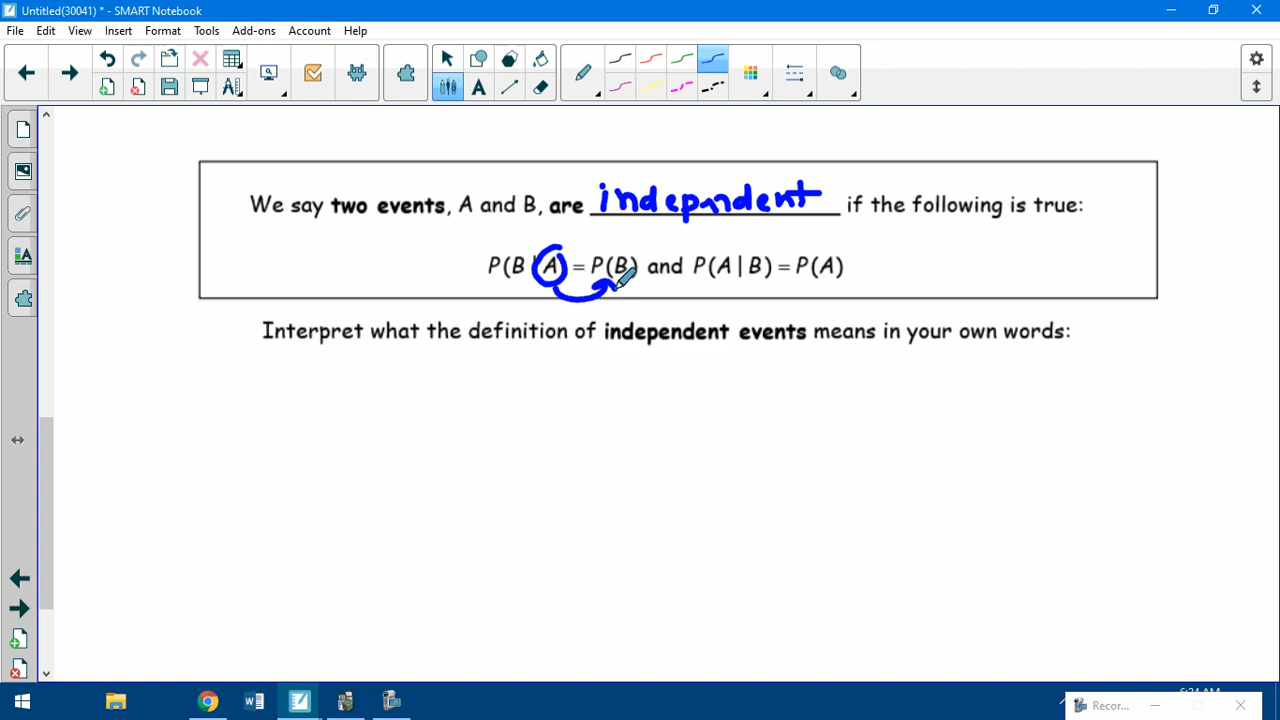 Untitled(30041) * - SMART Notebook
File Edit View Insert Format Tools Add-ons Account Help
We say two events, A and B, are independent if the following is true:
P(B | A) = P(B) and P(A | B) = P(A)
Interpret what the definition of independent events means in your own words:
Recor...